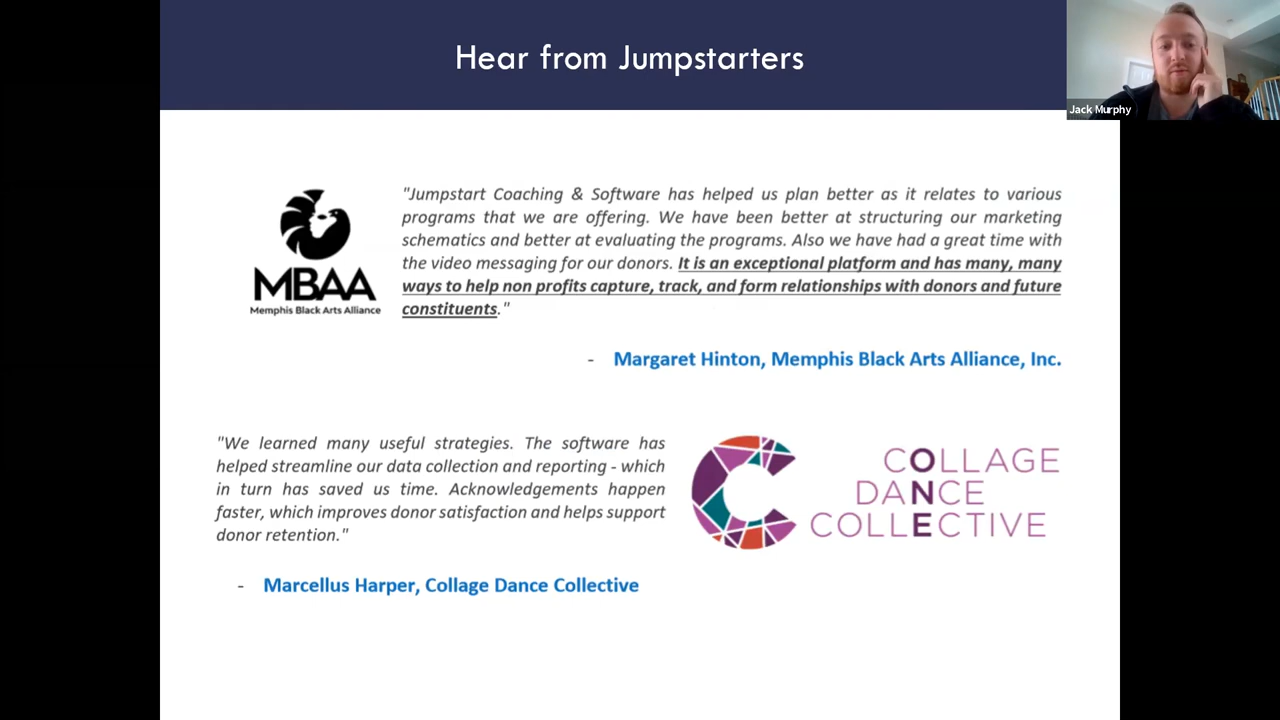 Hear from Jumpstarters
Jack Murphy
"Jumpstart Coaching & Software has helped us plan better as it relates to various
programs that we are offering. We have been better at structuring our marketing
schematics and better at evaluating the programs. Also we have had a great time with
the video messaging for our donors. It is an exceptional platform and has many, many
ways to help non profits capture, track, and form relationships with donors and future
constituents."
MBAA
Memphis Black Arts Alliance
- Margaret Hinton, Memphis Black Arts Alliance, Inc.
"We learned many useful strategies. The software has
helped streamline our data collection and reporting - which
in turn has saved us time. Acknowledgements happen
faster, which improves donor satisfaction and helps support
donor retention."
COLLAGE
DANCE
COLLECTIVE
- Marcellus Harper, Collage Dance Collective